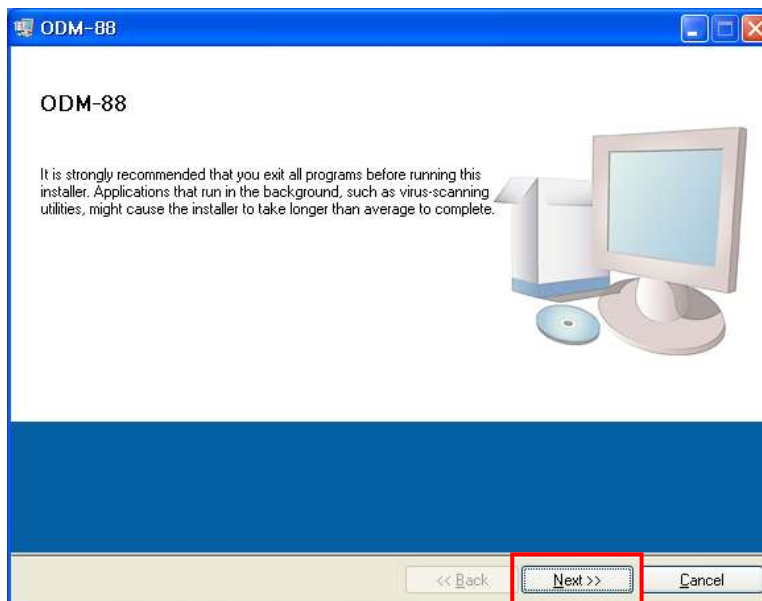 ODM-88
ODM-88
It is strongly recommended that you exit all programs before running this
installer. Applications that run in the background, such as virus-scanning
utilities, might cause the installer to take longer than average to complete.
<< Back
Next >>
Cancel